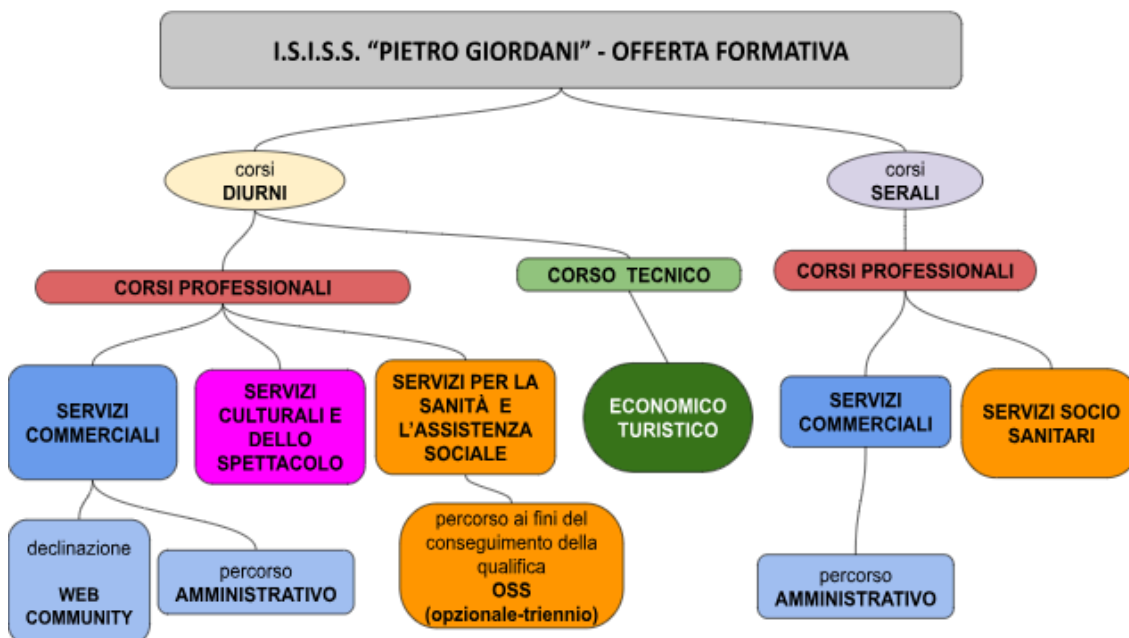 I.S.I.S.S. “PIETRO GIORDANI” - OFFERTA FORMATIVA
corsi
DIURNI
corsi
SERALI
CORSI PROFESSIONALI
CORSO TECNICO
CORSI PROFESSIONALI
SERVIZI
COMMERCIALI
SERVIZI
CULTURALI E
DELLO
SPETTACOLO
SERVIZI PER LA
SANITÀ E
L’ASSISTENZA
SOCIALE
ECONOMICO
TURISTICO
SERVIZI
COMMERCIALI
SERVIZI SOCIO
SANITARI
declinazione
WEB
COMMUNITY
percorso
AMMINISTRATIVO
percorso ai fini del
conseguimento della
qualifica
OSS
(opzionale-triennio)
percorso
AMMINISTRATIVO